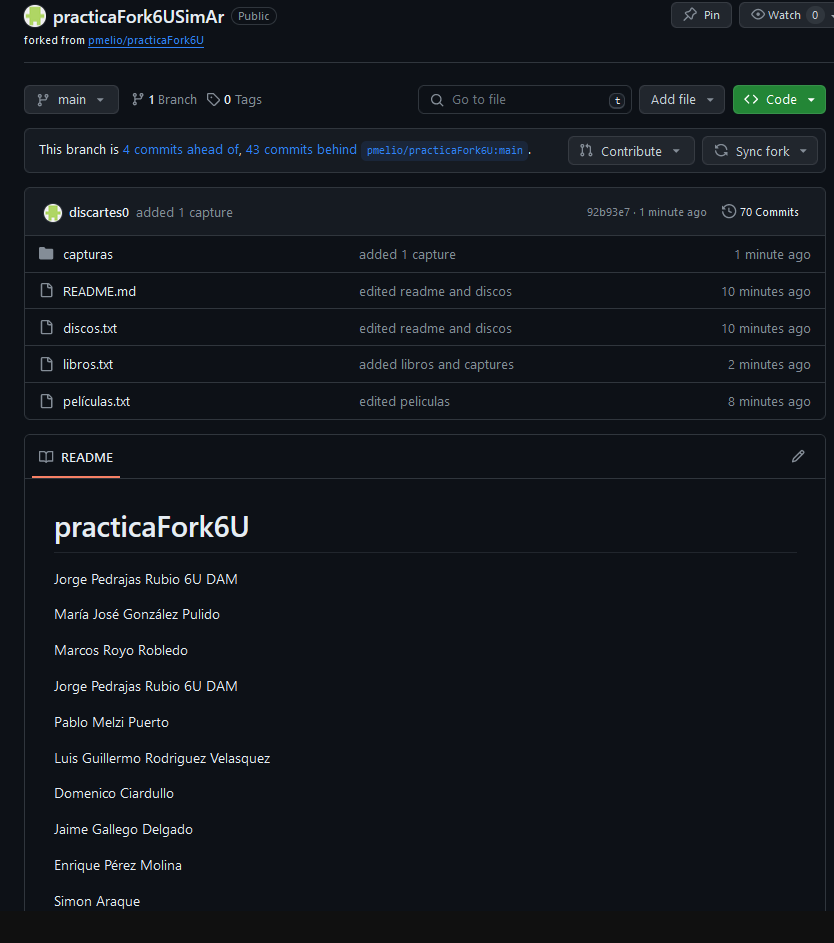 practicaFork6USimAr Public Pin Watch 0
forked from pmelio/practicaFork6U
main 1 Branch 0 Tags Go to file t Add file Code
This branch is 4 commits ahead of, 43 commits behind pmelio/practicaFork6U:main . Contribute Sync fork
discartes0 added 1 capture 92b93e7 · 1 minute ago 70 Commits
capturas added 1 capture 1 minute ago
README.md edited readme and discos 10 minutes ago
discos.txt edited readme and discos 10 minutes ago
libros.txt added libros and captures 2 minutes ago
películas.txt edited peliculas 8 minutes ago
README
practicaFork6U
Jorge Pedrajas Rubio 6U DAM
María José González Pulido
Marcos Royo Robledo
Jorge Pedrajas Rubio 6U DAM
Pablo Melzi Puerto
Luis Guillermo Rodriguez Velasquez
Domenico Ciardullo
Jaime Gallego Delgado
Enrique Pérez Molina
Simon Araque